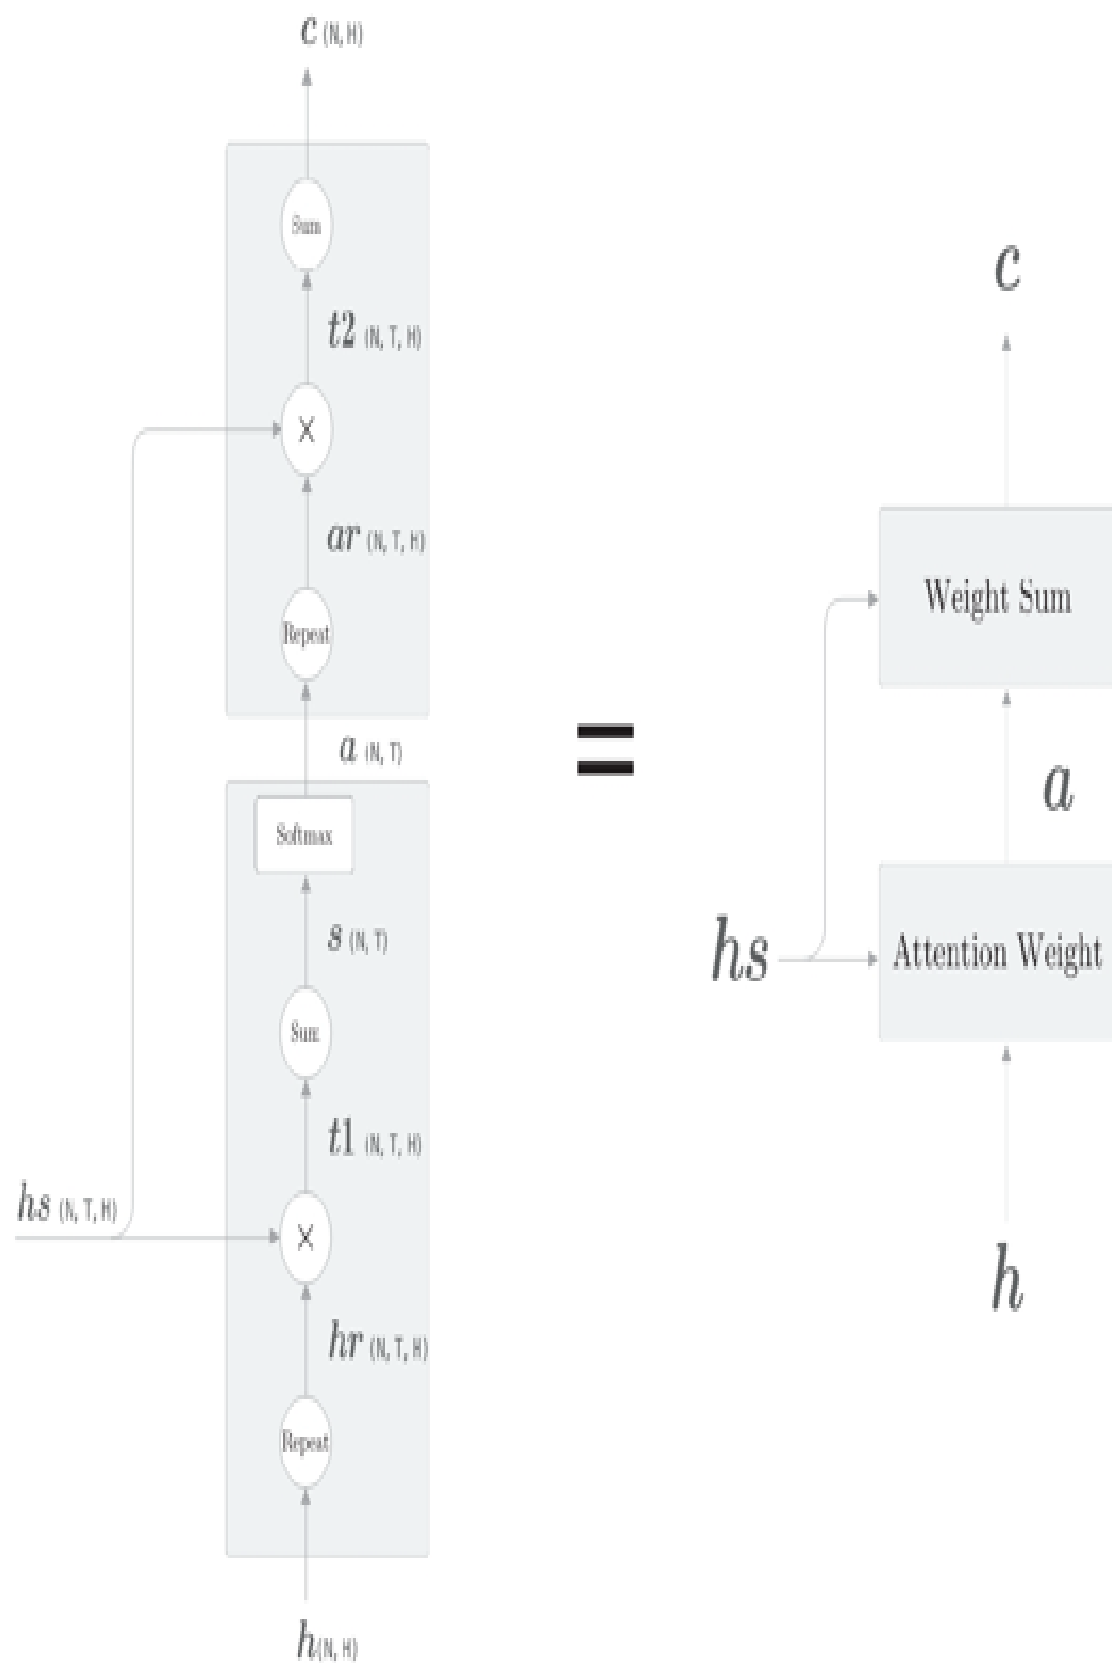 c (N, H)
Sum
t2 (N, T, H)
×
ar (N, T, H)
Repeat
a (N, T)
Softmax
s (N, T)
Sum
t1 (N, T, H)
hs (N, T, H)
×
hr (N, T, H)
Repeat
h(N, H)
=
c
Weight Sum
a
hs
Attention Weight
h